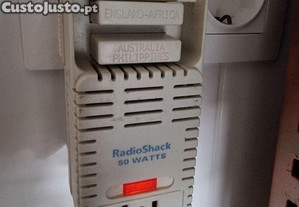 CustoJusto.pt
ENGLAND-AFRICA
AUSTRALIA
PHILIPPINES
RadioShack
50 WATTS